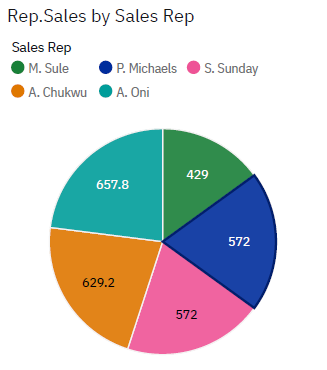 Rep.Sales by Sales Rep
Sales Rep
M. Sule P. Michaels S. Sunday
A. Chukwu A. Oni
429
657.8
572
629.2
572